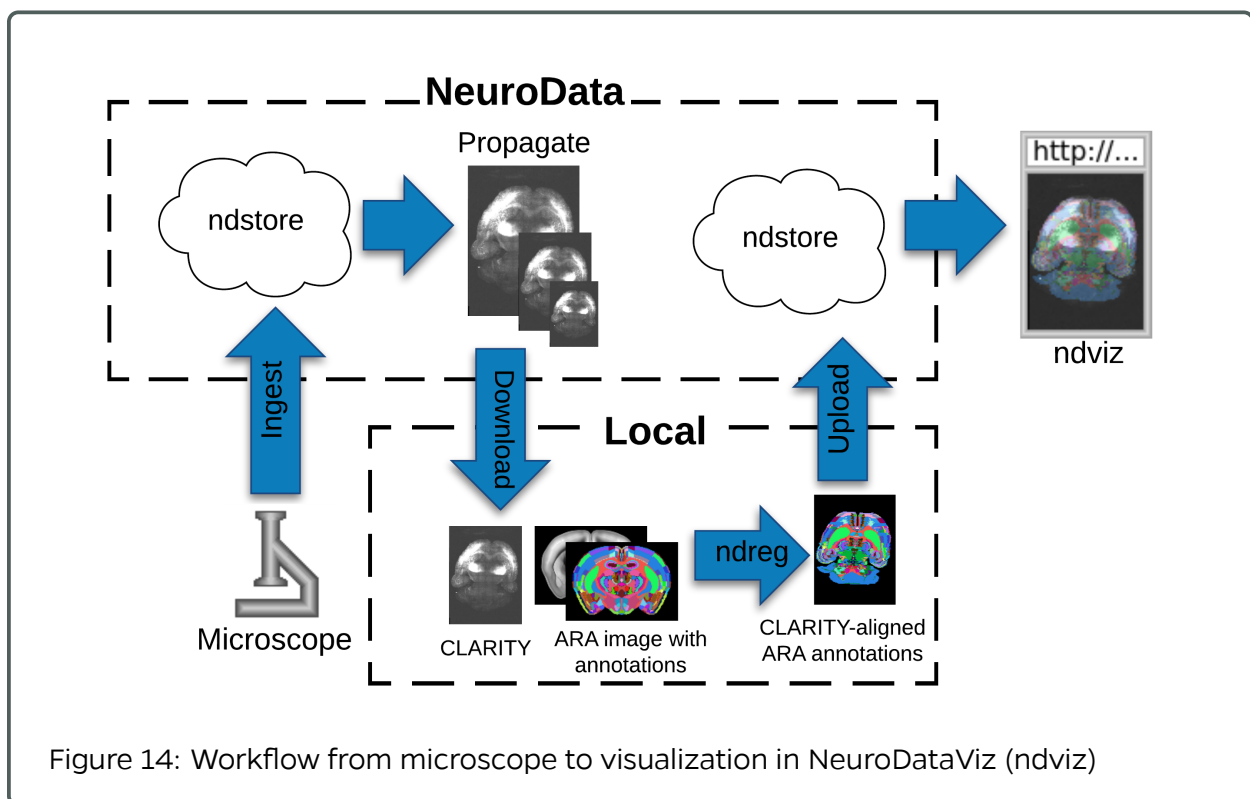 NeuroData
Propagate
ndstore
ndstore
http://...
ndviz
Ingest
Download
Upload
Local
Microscope
ndreg
CLARITY
ARA image with
annotations
CLARITY-aligned
ARA annotations
Figure 14: Workflow from microscope to visualization in NeuroDataViz (ndviz)